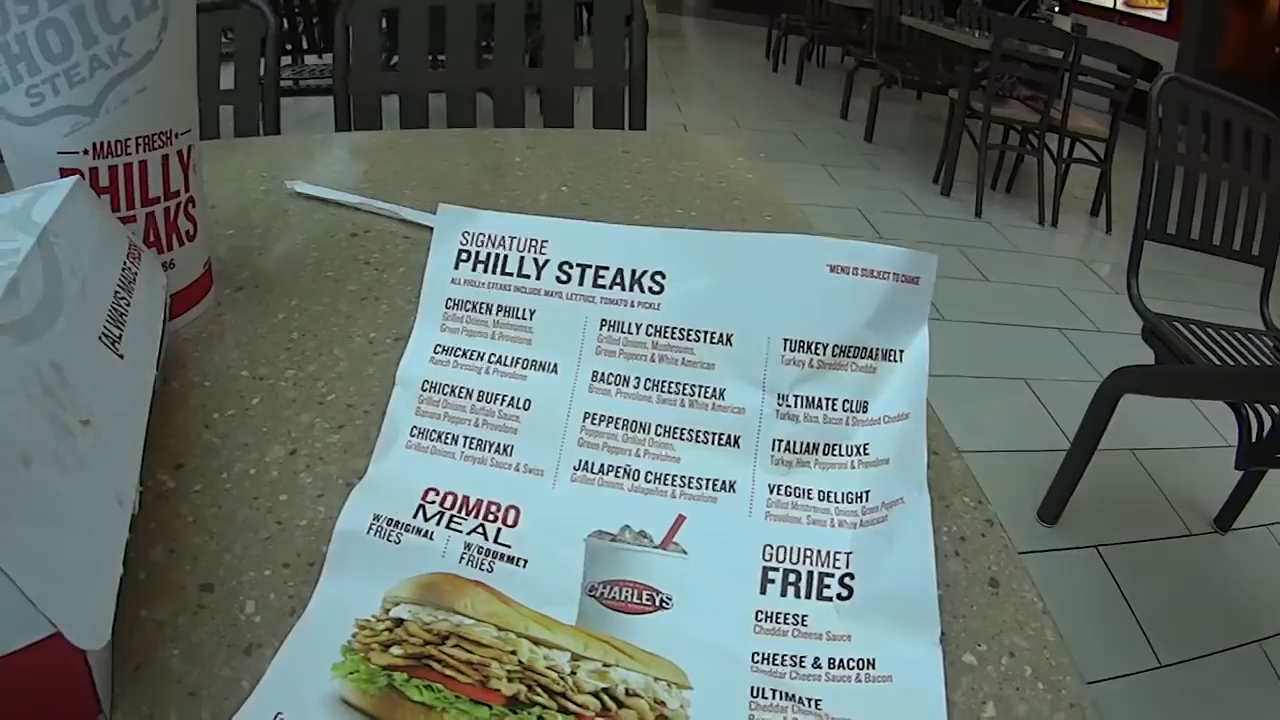 CHOICE
STEAK
MADE FRESH
PHILLY
STEAKS
[ALWAYS MADE FRESH]
SIGNATURE
PHILLY STEAKS
ALL PHILLY STEAKS INCLUDE MAYO, LETTUCE, TOMATO & PICKLE
*MENU IS SUBJECT TO CHANGE
CHICKEN PHILLY
Grilled Onions, Mushrooms,
Green Peppers & Provolone
CHICKEN CALIFORNIA
Ranch Dressing & Provolone
CHICKEN BUFFALO
Grilled Onions, Buffalo Sauce,
Banana Peppers & Provolone
CHICKEN TERIYAKI
Grilled Onions, Teriyaki Sauce & Swiss
PHILLY CHEESESTEAK
Grilled Onions, Mushrooms,
Green Peppers & White American
BACON 3 CHEESESTEAK
Bacon, Provolone, Swiss & White American
PEPPERONI CHEESESTEAK
Pepperoni, Grilled Onions,
Green Peppers & Provolone
JALAPEÑO CHEESESTEAK
Grilled Onions, Jalapeños & Provolone
TURKEY CHEDDARMELT
Turkey & Shredded Cheddar
ULTIMATE CLUB
Turkey, Ham, Bacon & Shredded Cheddar
ITALIAN DELUXE
Turkey, Ham, Pepperoni & Provolone
VEGGIE DELIGHT
Grilled Mushrooms, Onions, Green Peppers,
Provolone, Swiss & White American
COMBO
MEAL
W/ORIGINAL
FRIES
W/GOURMET
FRIES
CHARLEYS
GOURMET
FRIES
CHEESE
Cheddar Cheese Sauce
CHEESE & BACON
Cheddar Cheese Sauce & Bacon
ULTIMATE
Cheddar Cheese